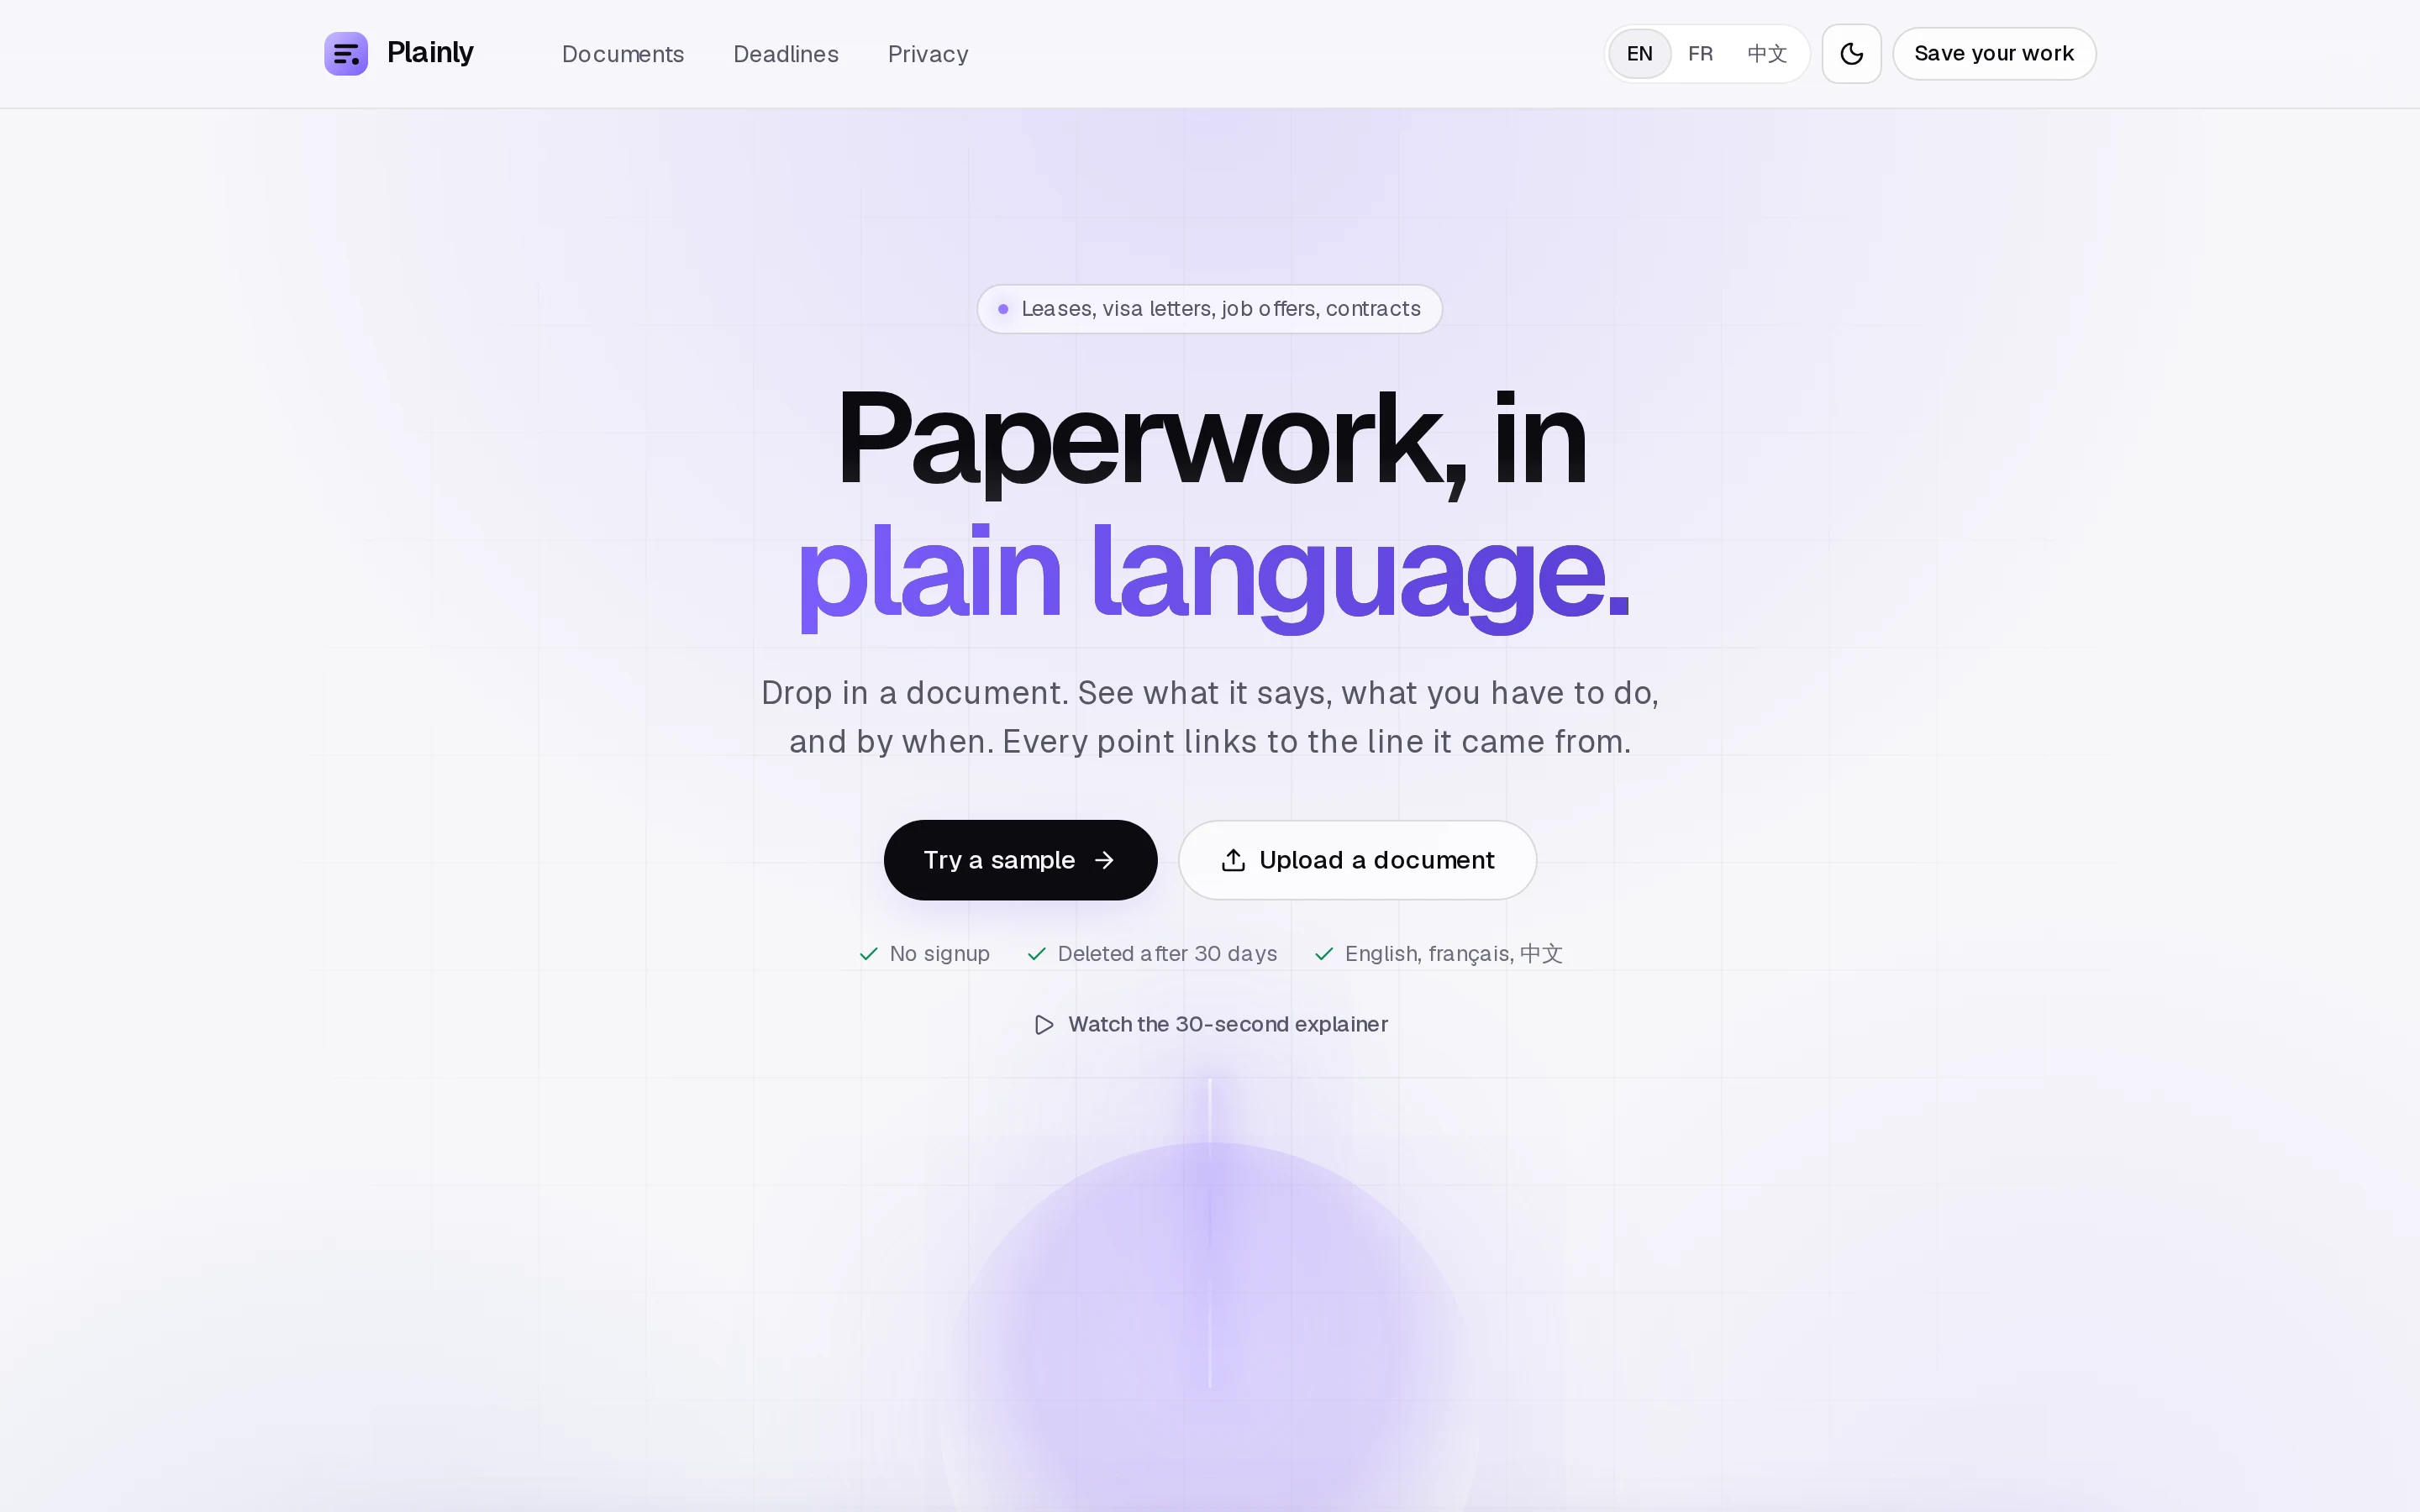 Plainly
Documents
Deadlines
Privacy
EN
FR
中文
Save your work
Leases, visa letters, job offers, contracts
Paperwork, in
plain language.
Drop in a document. See what it says, what you have to do,
and by when. Every point links to the line it came from.
Try a sample
Upload a document
No signup
Deleted after 30 days
English, français, 中文
Watch the 30-second explainer